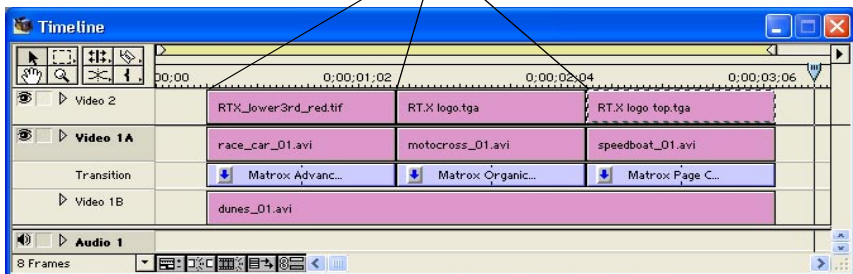 Timeline
00;00 0;00;01;02 0;00;02;04 0;00;03;06
Video 2 RTX_lower3rd_red.tif RT.X logo.tga RT.X logo top.tga
Video 1A race_car_01.avi motocross_01.avi speedboat_01.avi
Transition Matrox Advanc... Matrox Organic... Matrox Page C...
Video 1B dunes_01.avi
Audio 1
8 Frames